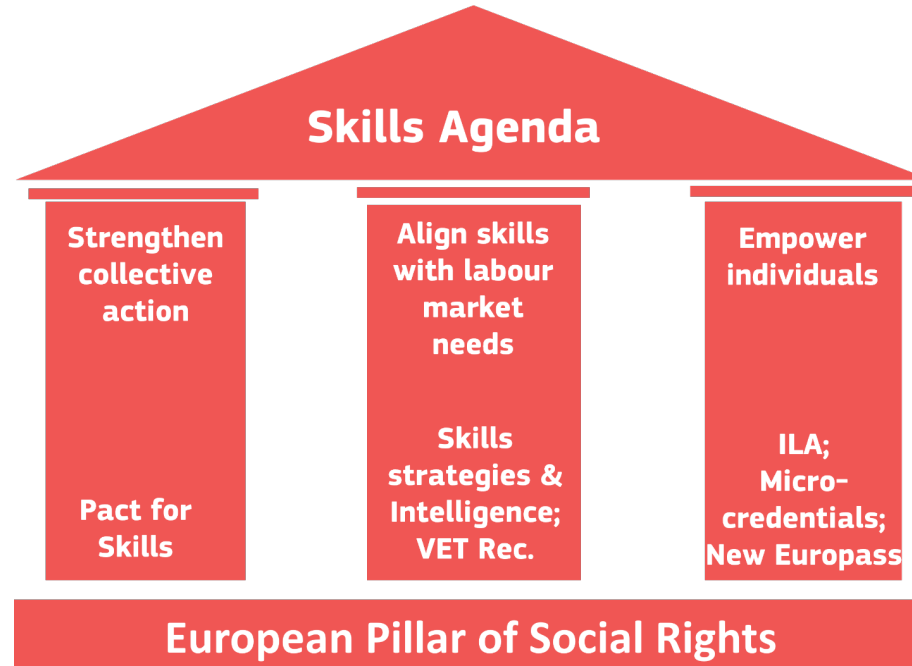 Skills Agenda
Strengthen
collective
action
Pact for
Skills
Align skills
with labour
market
needs
Skills
strategies &
Intelligence;
VET Rec.
Empower
individuals
ILA;
Micro-
credentials;
New Europass
European Pillar of Social Rights